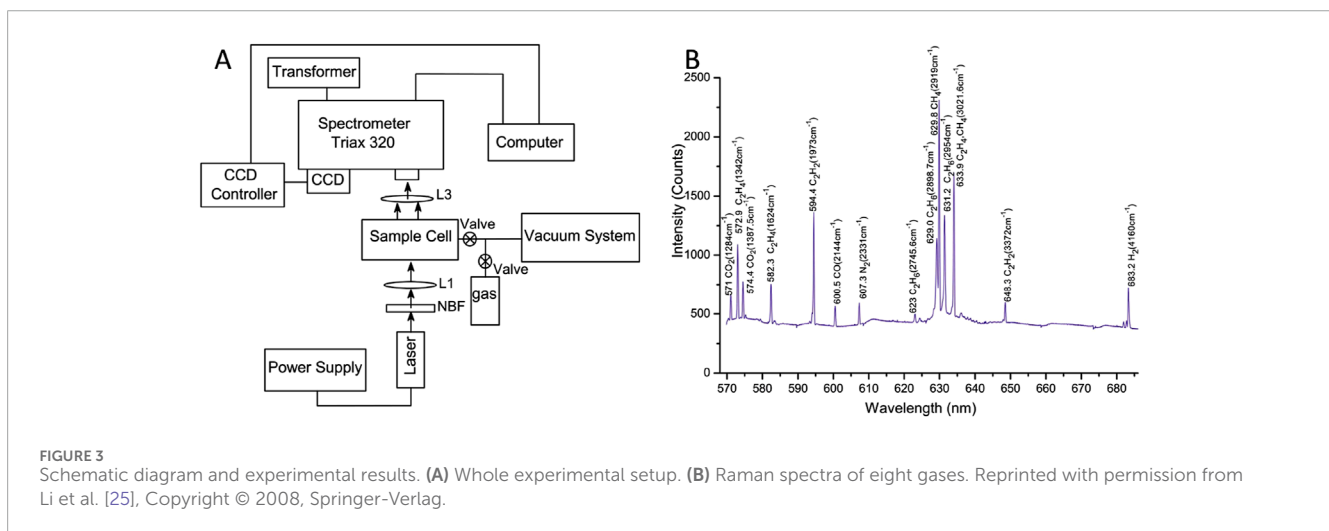 A
Transformer
Spectrometer
Triax 320
Computer
CCD
Controller
CCD
L3
Valve
Sample Cell
Vacuum System
Valve
L1
gas
NBF
Laser
Power Supply
B
Intensity (Counts)
2500
2000
1500
1000
500
0
571 CO₂(1284cm⁻¹)
572.9 C₂H₄(1342cm⁻¹)
574.4 CO₂(1387.5cm⁻¹)
582.3 C₂H₄(1624cm⁻¹)
594.4 C₂H₂(1973cm⁻¹)
600.5 CO(2144cm⁻¹)
607.3 N₂(2331cm⁻¹)
623 C₂H₆(2745.6cm⁻¹)
629.0 C₂H₆(2898.7cm⁻¹)
629.8 CH₄(2919cm⁻¹)
631.2 C₂H₆(2954cm⁻¹)
633.9 C₂H₄,CH₄(3021.6cm⁻¹)
648.3 C₂H₂(3372cm⁻¹)
683.2 H₂(4160cm⁻¹)
570 580 590 600 610 620 630 640 650 660 670 680
Wavelength (nm)
FIGURE 3
Schematic diagram and experimental results. (A) Whole experimental setup. (B) Raman spectra of eight gases. Reprinted with permission from
Li et al. [25], Copyright © 2008, Springer-Verlag.